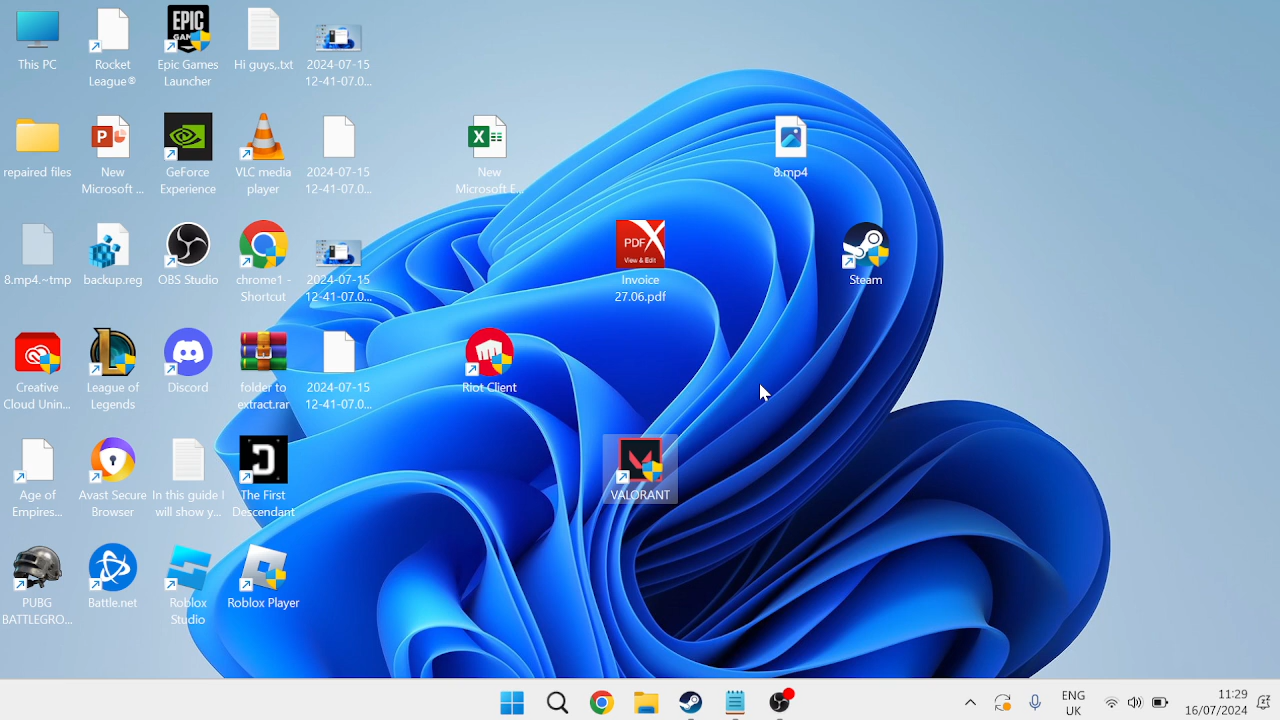 This PC
Rocket
League®
EPIC
GAMES
Epic Games
Launcher
Hi guys,.txt
2024-07-15
12-41-07.0...
repaired files
P
New
Microsoft ...
GeForce
Experience
VLC media
player
2024-07-15
12-41-07.0...
X
New
Microsoft E...
8.mp4
8.mp4.~tmp
backup.reg
OBS Studio
chrome1 -
Shortcut
2024-07-15
12-41-07.0...
PDFX
View & Edit
Invoice
27.06.pdf
Steam
Creative
Cloud Unin...
League of
Legends
Discord
folder to
extract.rar
2024-07-15
12-41-07.0...
Riot Client
Age of
Empires...
Avast Secure
Browser
In this guide I
will show y...
The First
Descendant
VALORANT
PUBG
BATTLEGRO...
Battle.net
Roblox
Studio
Roblox Player
ENG
UK
11:29
16/07/2024